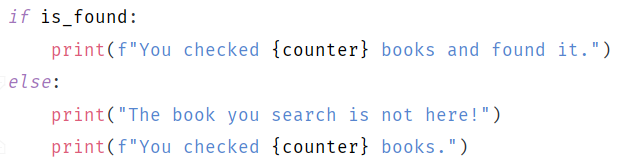 if is_found:
    print(f"You checked {counter} books and found it.")
else:
    print("The book you search is not here!")
    print(f"You checked {counter} books.")